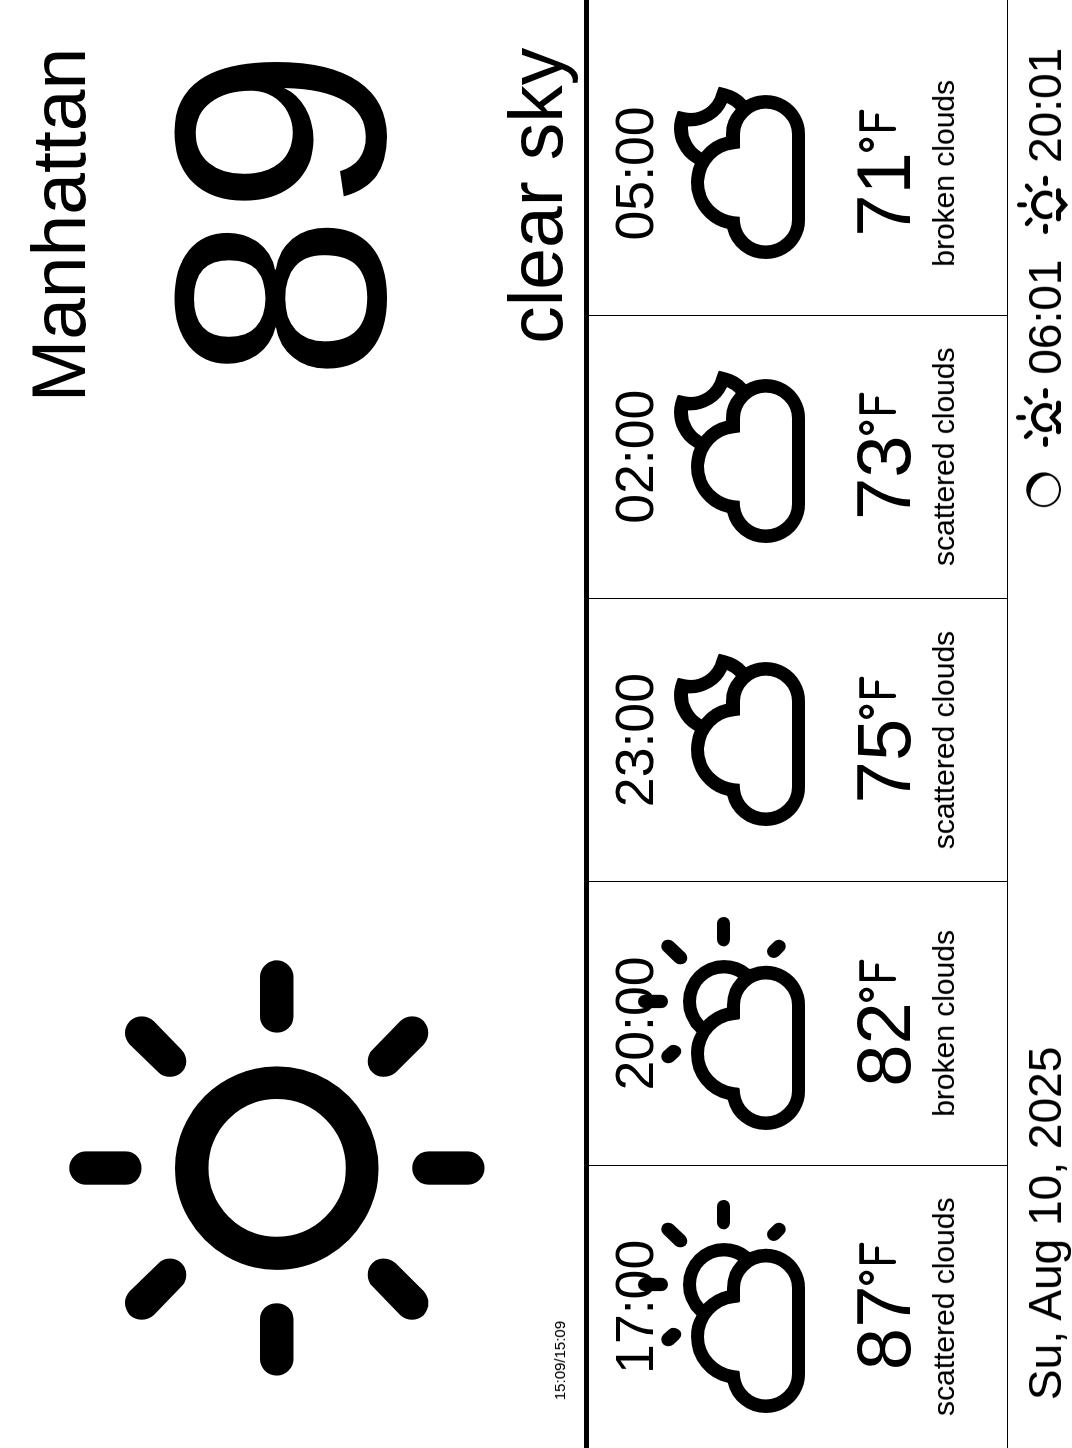 Manhattan
89
clear sky
15:09/15:09
17:00
20:00
23:00
02:00
05:00
87°F
82°F
75°F
73°F
71°F
scattered clouds
broken clouds
scattered clouds
scattered clouds
broken clouds
Su, Aug 10, 2025
06:01
20:01